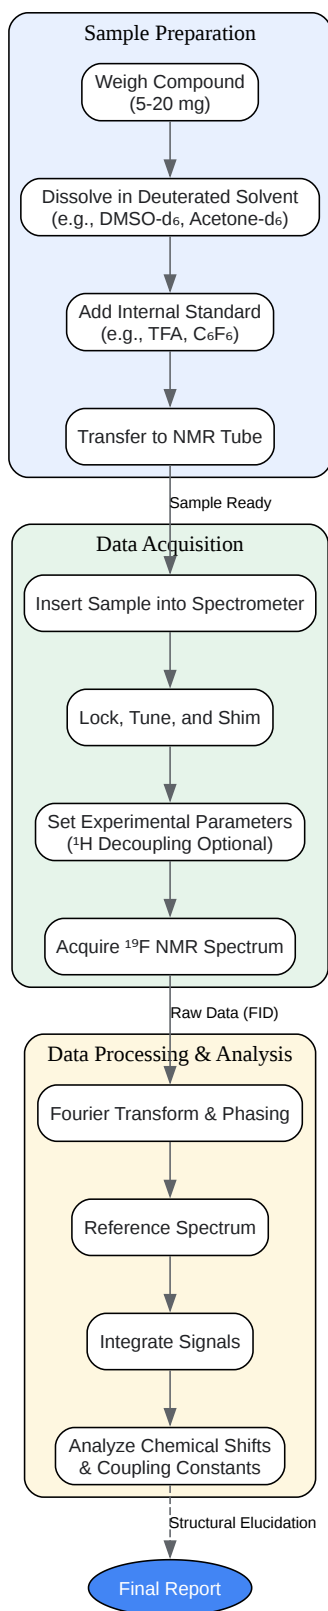 Sample Preparation
Weigh Compound
(5-20 mg)
Dissolve in Deuterated Solvent
(e.g., DMSO-d₆, Acetone-d₆)
Add Internal Standard
(e.g., TFA, C₆F₆)
Transfer to NMR Tube
Sample Ready
Data Acquisition
Insert Sample into Spectrometer
Lock, Tune, and Shim
Set Experimental Parameters
(¹H Decoupling Optional)
Acquire ¹⁹F NMR Spectrum
Raw Data (FID)
Data Processing & Analysis
Fourier Transform & Phasing
Reference Spectrum
Integrate Signals
Analyze Chemical Shifts
& Coupling Constants
Structural Elucidation
Final Report